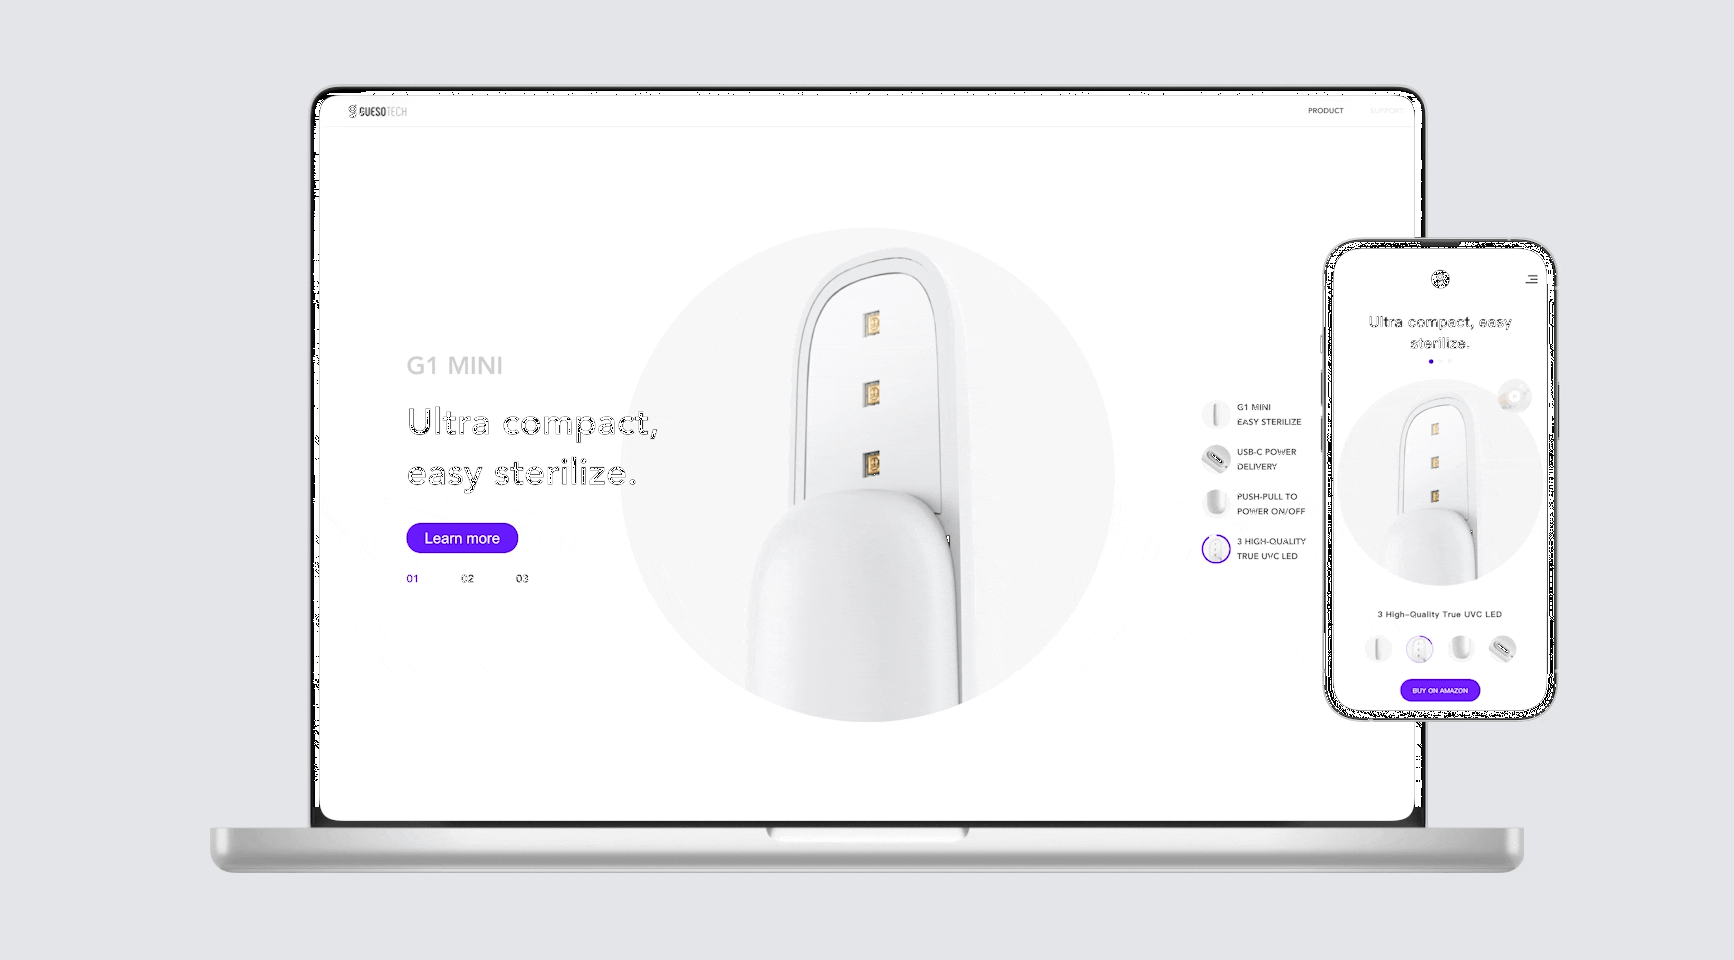 GUESOTECH
PRODUCT
SUPPORT
G1 MINI
Ultra compact,
easy sterilize.
Learn more
01 02 03
G1 MINI
EASY STERILIZE
USB-C POWER
DELIVERY
PUSH-PULL TO
POWER ON/OFF
3 HIGH-QUALITY
TRUE UVC LED
Ultra compact, easy
sterilize.
3 High-Quality True UVC LED
BUY ON AMAZON